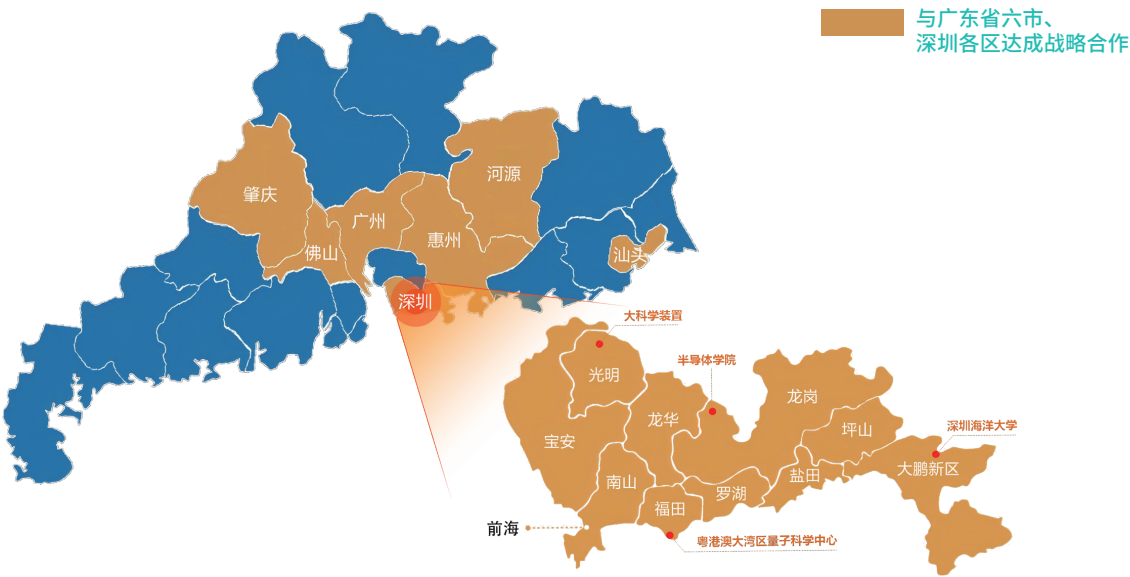 与广东省六市、
深圳各区达成战略合作
河源
肇庆
广州
惠州
佛山
汕头
深圳
大科学装置
半导体学院
光明
龙岗
龙华
坪山
深圳海洋大学
宝安
大鹏新区
盐田
南山
罗湖
福田
前海
粤港澳大湾区量子科学中心